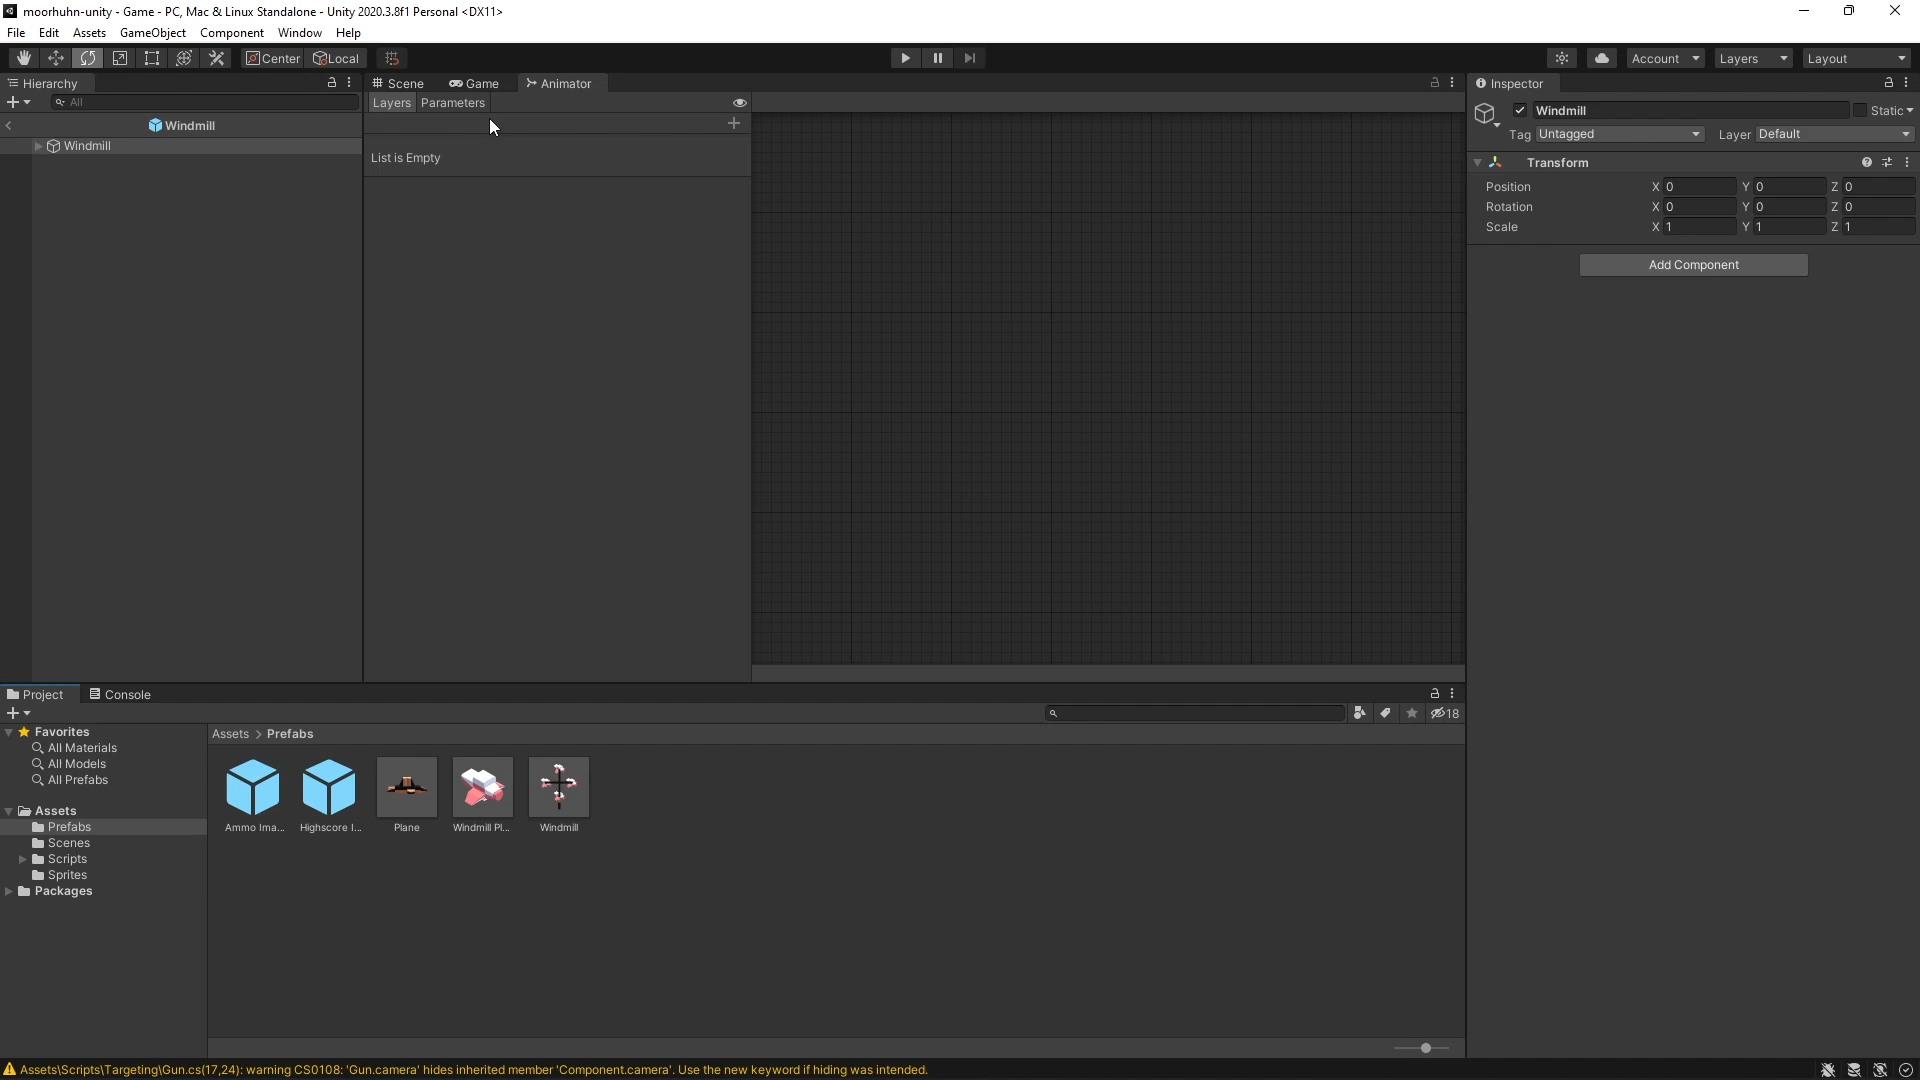 moorhuhn-unity - Game - PC, Mac & Linux Standalone - Unity 2020.3.8f1 Personal <DX11>
File Edit Assets GameObject Component Window Help
Center Local Account Layers Layout
Hierarchy
All
Windmill
Windmill
Scene Game Animator
Layers Parameters
List is Empty
Inspector
Windmill Static
Tag Untagged Layer Default
Transform
Position X 0 Y 0 Z 0
Rotation X 0 Y 0 Z 0
Scale X 1 Y 1 Z 1
Add Component
Project Console
18
Favorites
All Materials
All Models
All Prefabs
Assets
Prefabs
Scenes
Scripts
Sprites
Packages
Assets > Prefabs
Ammo Ima... Highscore I... Plane Windmill Pl... Windmill
Assets\Scripts\Targeting\Gun.cs(17,24): warning CS0108: 'Gun.camera' hides inherited member 'Component.camera'. Use the new keyword if hiding was intended.